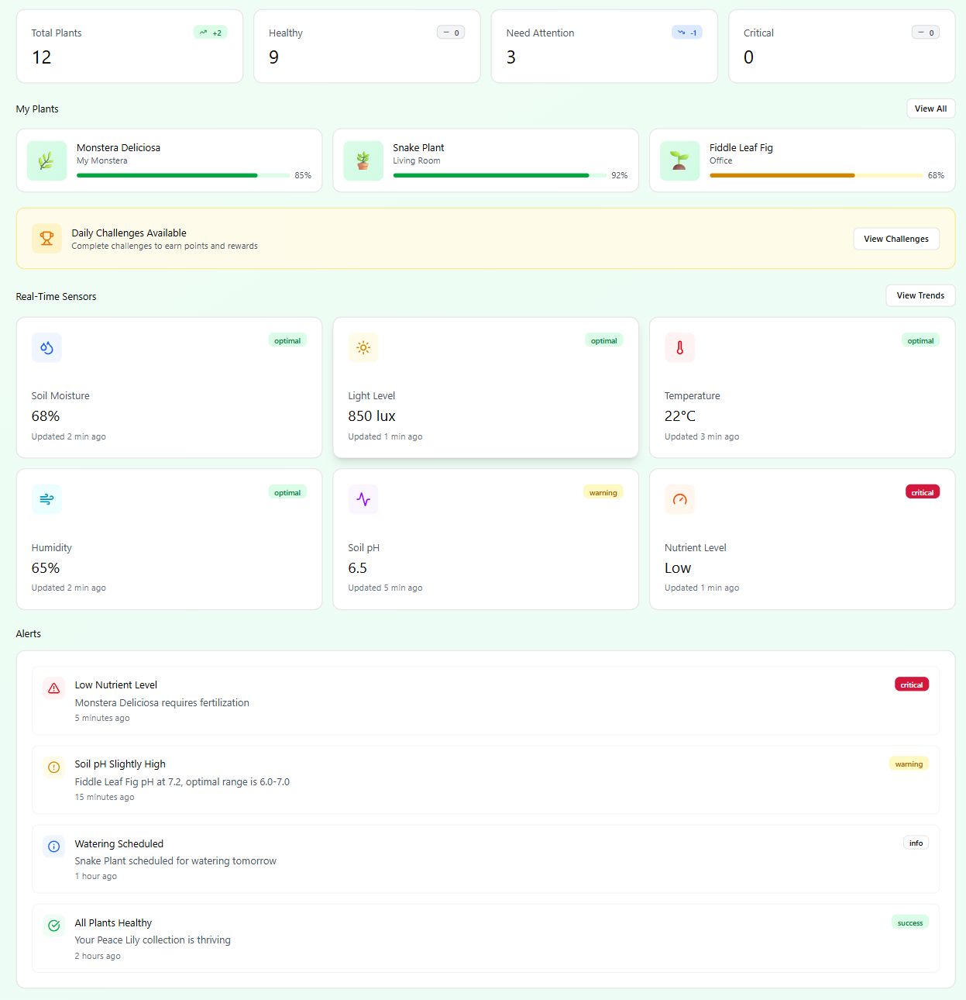 Total Plants
+2
12
Healthy
0
9
Need Attention
-1
3
Critical
0
0
My Plants
View All
Monstera Deliciosa
My Monstera
85%
Snake Plant
Living Room
92%
Fiddle Leaf Fig
Office
68%
Daily Challenges Available
Complete challenges to earn points and rewards
View Challenges
Real-Time Sensors
View Trends
optimal
Soil Moisture
68%
Updated 2 min ago
optimal
Light Level
850 lux
Updated 1 min ago
optimal
Temperature
22°C
Updated 3 min ago
optimal
Humidity
65%
Updated 2 min ago
warning
Soil pH
6.5
Updated 5 min ago
critical
Nutrient Level
Low
Updated 1 min ago
Alerts
Low Nutrient Level
critical
Monstera Deliciosa requires fertilization
5 minutes ago
Soil pH Slightly High
warning
Fiddle Leaf Fig pH at 7.2, optimal range is 6.0-7.0
15 minutes ago
Watering Scheduled
info
Snake Plant scheduled for watering tomorrow
1 hour ago
All Plants Healthy
success
Your Peace Lily collection is thriving
2 hours ago